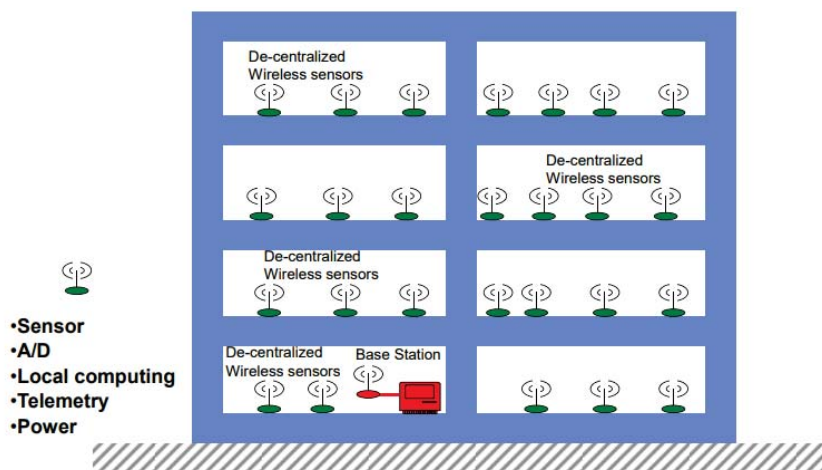 De-centralized
Wireless sensors
De-centralized
Wireless sensors
De-centralized
Wireless sensors
De-centralized
Wireless sensors
Base Station
•Sensor
•A/D
•Local computing
•Telemetry
•Power